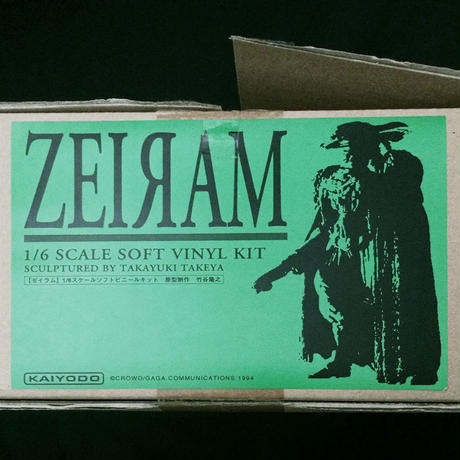 ZEIЯAM
1/6 SCALE SOFT VINYL KIT
SCULPTURED BY TAKAYUKI TAKEYA
【ゼイラム】1/6スケールソフトビニールキット 原型制作 竹谷隆之
KAIYODO ©CROWD/GAGA COMMUNICATIONS 1994